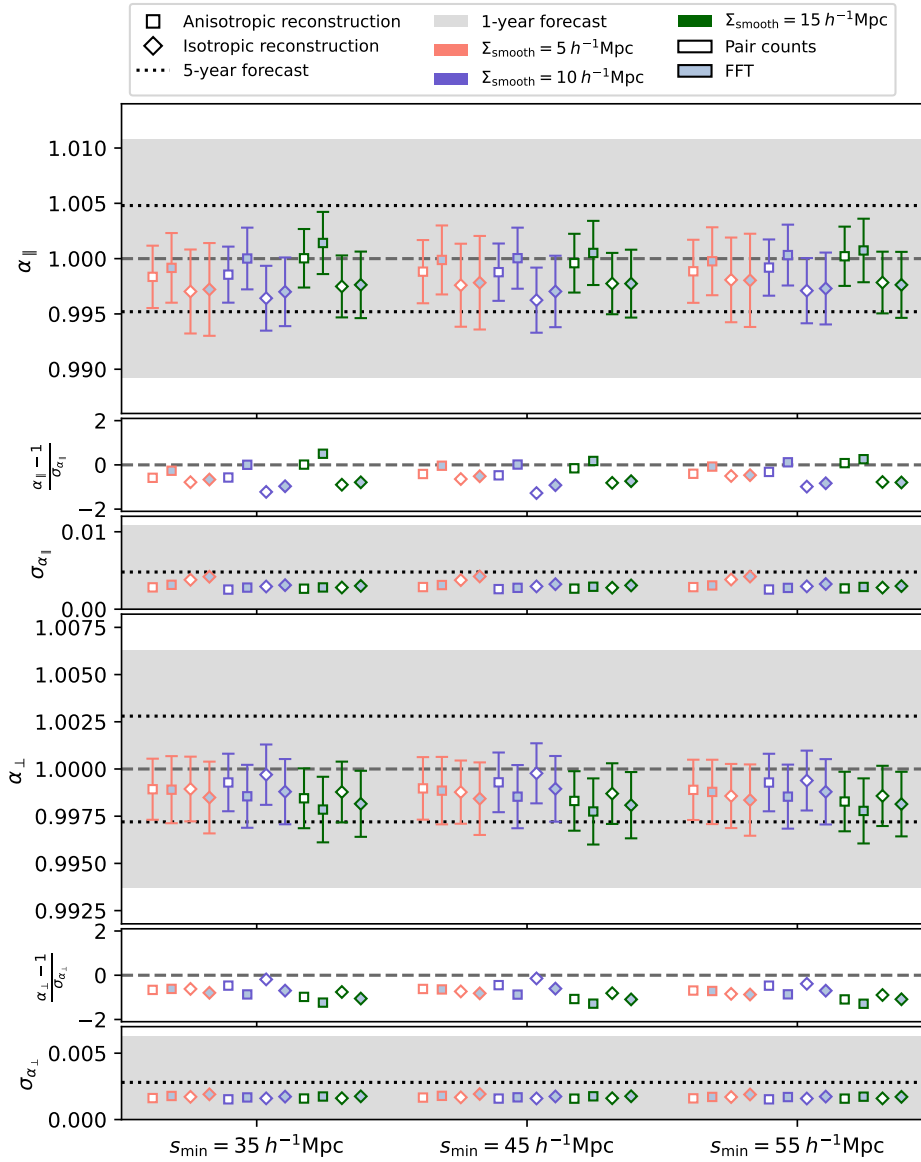 Anisotropic reconstruction
Isotropic reconstruction
5-year forecast
1-year forecast
Σsmooth = 5 h⁻¹Mpc
Σsmooth = 10 h⁻¹Mpc
Σsmooth = 15 h⁻¹Mpc
Pair counts
FFT
α∥
1.010
1.005
1.000
0.995
0.990
α∥ − 1
σα∥
2
0
−2
σα∥
0.01
0.00
α⊥
1.0075
1.0050
1.0025
1.0000
0.9975
0.9950
0.9925
α⊥ − 1
σα⊥
2
0
−2
σα⊥
0.005
0.000
smin = 35 h⁻¹Mpc
smin = 45 h⁻¹Mpc
smin = 55 h⁻¹Mpc